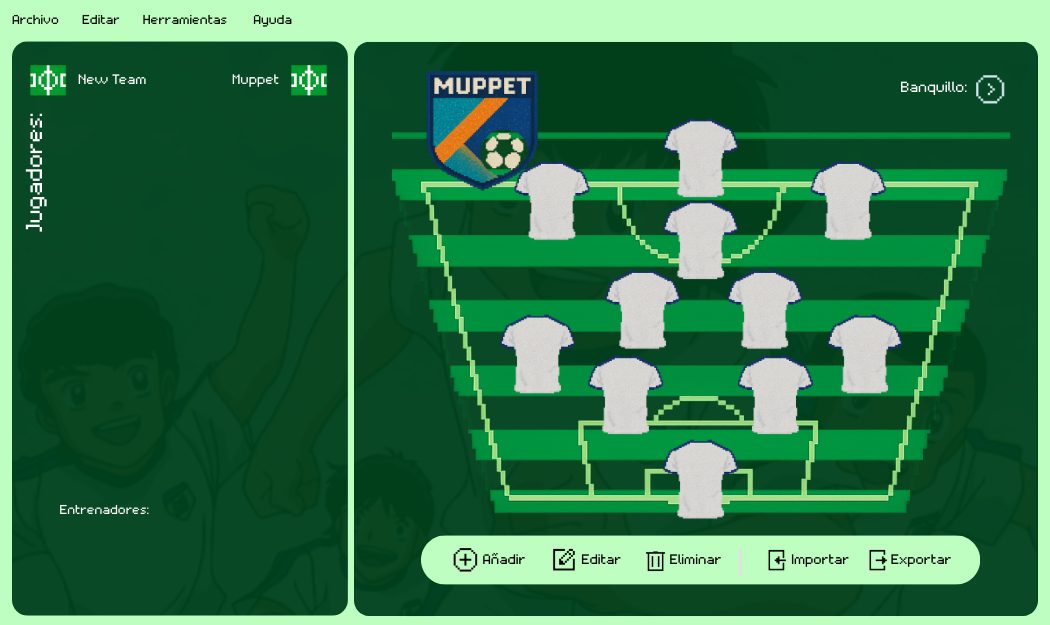 Archivo
Editar
Herramientas
Ayuda
New Team
Muppet
Jugadores:
Entrenadores:
MUPPET
Banquillo:
Añadir
Editar
Eliminar
Importar
Exportar